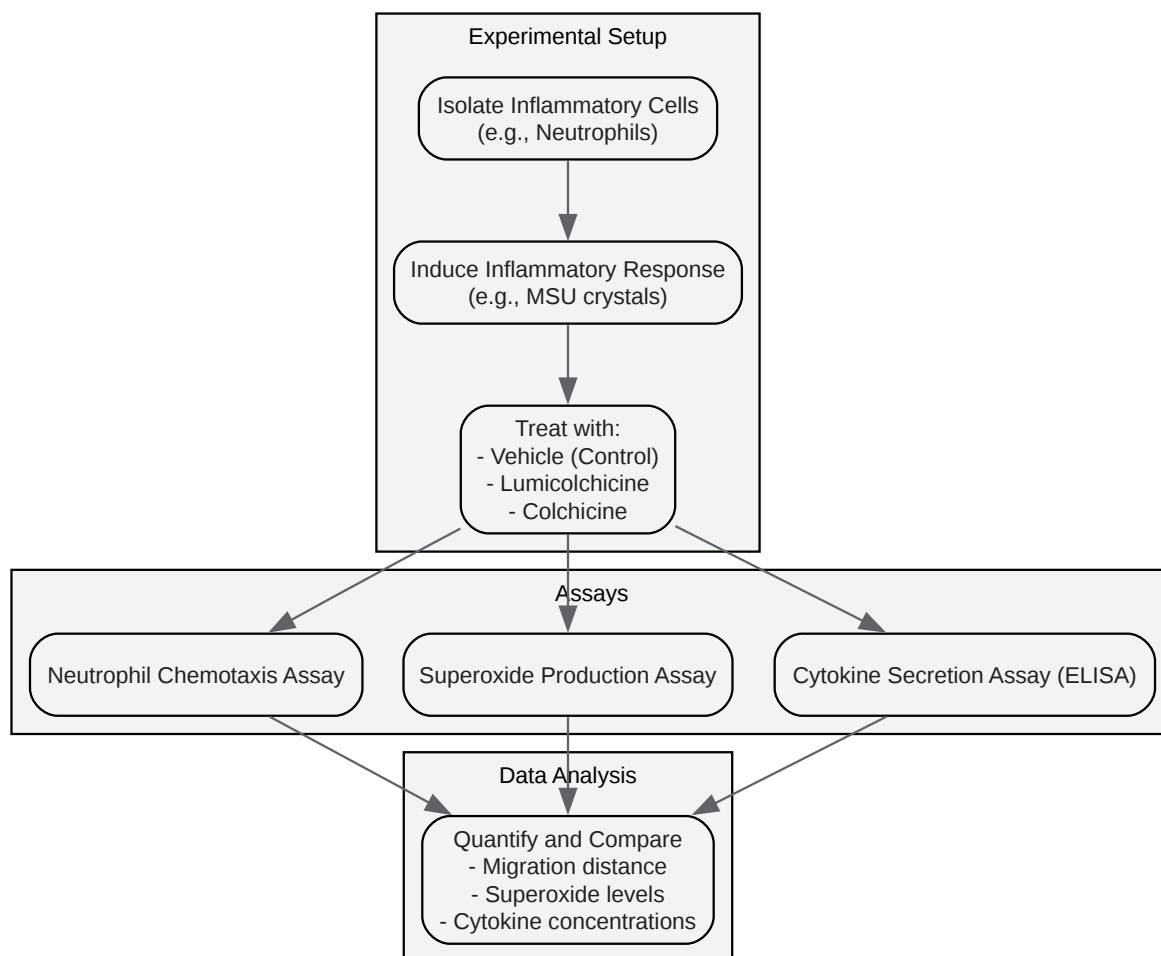 Experimental Setup
Isolate Inflammatory Cells
(e.g., Neutrophils)
Induce Inflammatory Response
(e.g., MSU crystals)
Treat with:
- Vehicle (Control)
- Lumicolchicine
- Colchicine
Assays
Neutrophil Chemotaxis Assay
Superoxide Production Assay
Cytokine Secretion Assay (ELISA)
Data Analysis
Quantify and Compare
- Migration distance
- Superoxide levels
- Cytokine concentrations